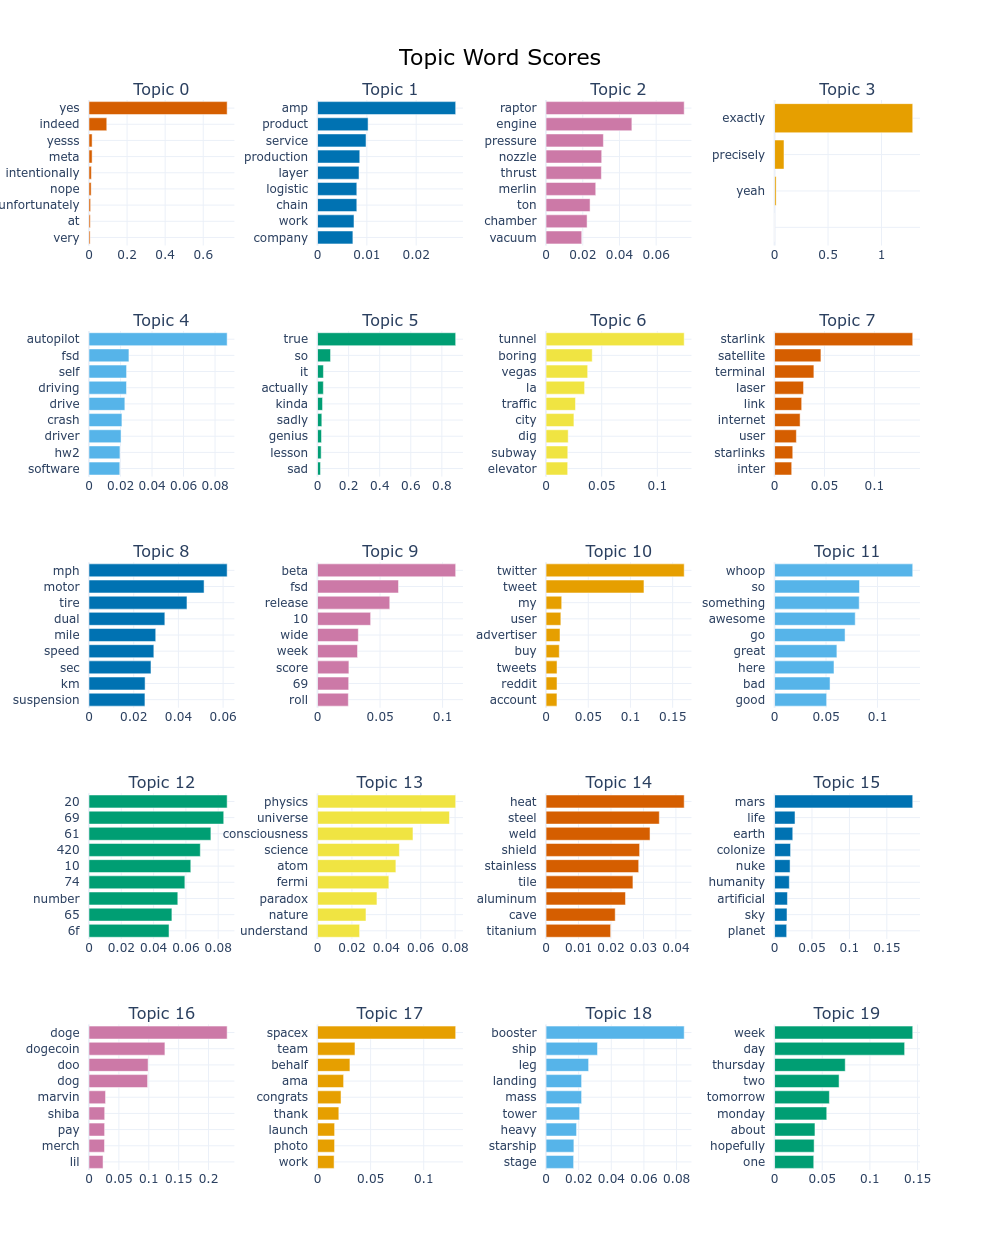 Topic Word Scores
Topic 0
yes
indeed
yesss
meta
intentionally
nope
unfortunately
at
very
0 0.2 0.4 0.6
Topic 1
amp
product
service
production
layer
logistic
chain
work
company
0 0.01 0.02
Topic 2
raptor
engine
pressure
nozzle
thrust
merlin
ton
chamber
vacuum
0 0.02 0.04 0.06
Topic 3
exactly
precisely
yeah
0 0.5 1
Topic 4
autopilot
fsd
self
driving
drive
crash
driver
hw2
software
0 0.02 0.04 0.06 0.08
Topic 5
true
so
it
actually
kinda
sadly
genius
lesson
sad
0 0.2 0.4 0.6 0.8
Topic 6
tunnel
boring
vegas
la
traffic
city
dig
subway
elevator
0 0.05 0.1
Topic 7
starlink
satellite
terminal
laser
link
internet
user
starlinks
inter
0 0.05 0.1
Topic 8
mph
motor
tire
dual
mile
speed
sec
km
suspension
0 0.02 0.04 0.06
Topic 9
beta
fsd
release
10
wide
week
score
69
roll
0 0.05 0.1
Topic 10
twitter
tweet
my
user
advertiser
buy
tweets
reddit
account
0 0.05 0.1 0.15
Topic 11
whoop
so
something
awesome
go
great
here
bad
good
0 0.05 0.1
Topic 12
20
69
61
420
10
74
number
65
6f
0 0.02 0.04 0.06 0.08
Topic 13
physics
universe
consciousness
science
atom
fermi
paradox
nature
understand
0 0.02 0.04 0.06 0.08
Topic 14
heat
steel
weld
shield
stainless
tile
aluminum
cave
titanium
0 0.01 0.02 0.03 0.04
Topic 15
mars
life
earth
colonize
nuke
humanity
artificial
sky
planet
0 0.05 0.1 0.15
Topic 16
doge
dogecoin
doo
dog
marvin
shiba
pay
merch
lil
0 0.05 0.1 0.15 0.2
Topic 17
spacex
team
behalf
ama
congrats
thank
launch
photo
work
0 0.05 0.1
Topic 18
booster
ship
leg
landing
mass
tower
heavy
starship
stage
0 0.02 0.04 0.06 0.08
Topic 19
week
day
thursday
two
tomorrow
monday
about
hopefully
one
0 0.05 0.1 0.15